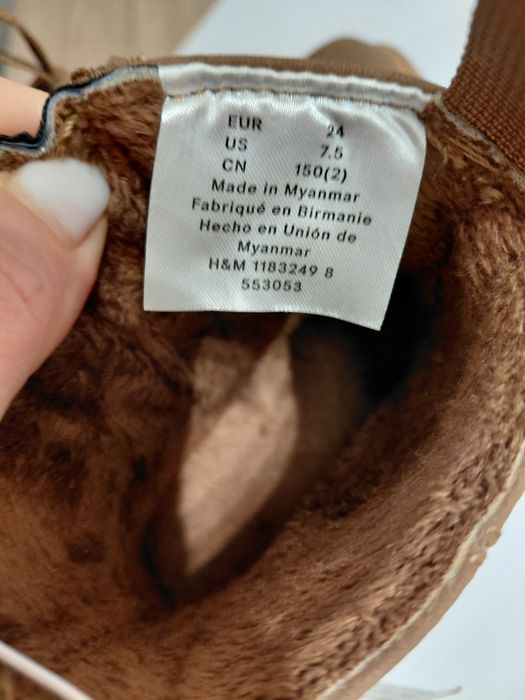 EUR 24
US 7.5
CN 150(2)
Made in Myanmar
Fabriqué en Birmanie
Hecho en Unión de
Myanmar
H&M 1183249 8
553053